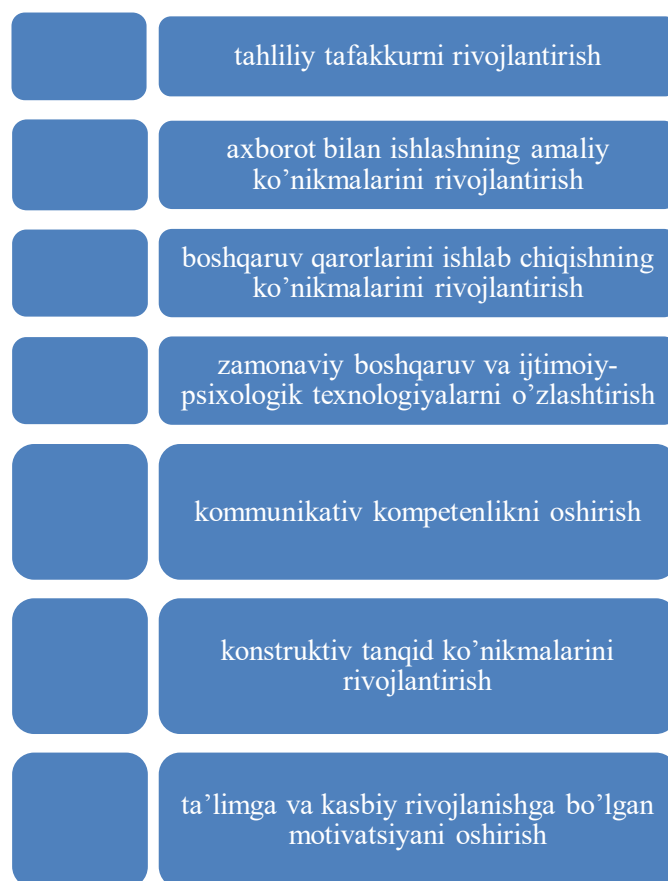 tahliliy tafakkurni rivojlantirish
axborot bilan ishlashning amaliy
ko’nikmalarini rivojlantirish
boshqaruv qarorlarini ishlab chiqishning
ko’nikmalarini rivojlantirish
zamonaviy boshqaruv va ijtimoiy-
psixologik texnologiyalarni o’zlashtirish
kommunikativ kompetenlikni oshirish
konstruktiv tanqid ko’nikmalarini
rivojlantirish
ta’limga va kasbiy rivojlanishga bo’lgan
motivatsiyani oshirish